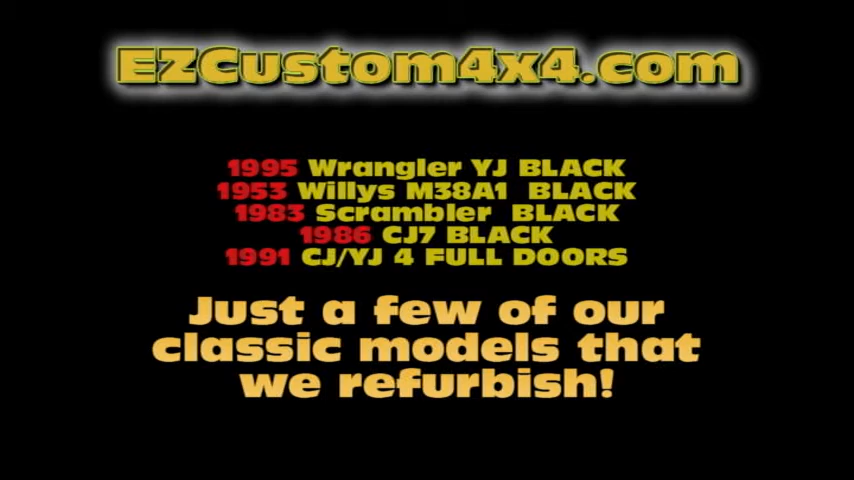 EZCustom4x4.com
1995 Wrangler YJ BLACK
1953 Willys M38A1 BLACK
1983 Scrambler BLACK
1986 CJ7 BLACK
1991 CJ/YJ 4 FULL DOORS
Just a few of our
classic models that
we refurbish!